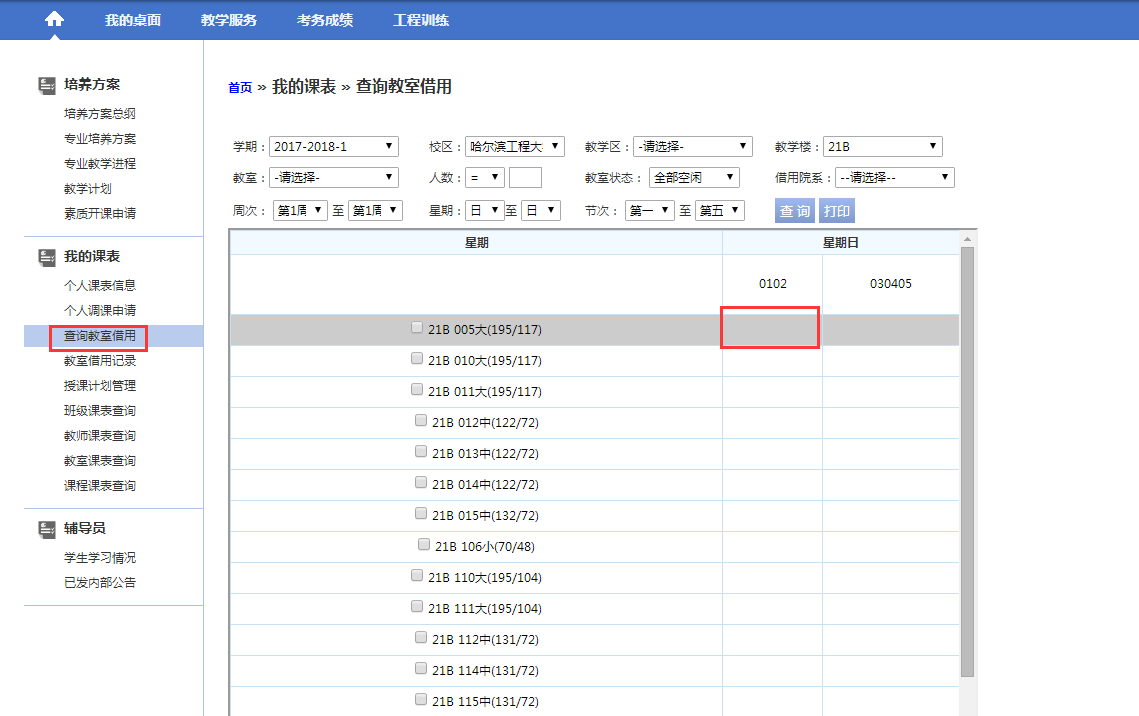 我的桌面 教学服务 考务成绩 工程训练
培养方案
培养方案总纲
专业培养方案
专业教学进程
教学计划
素质开课申请
我的课表
个人课表信息
个人调课申请
查询教室借用
教室借用记录
授课计划管理
班级课表查询
教师课表查询
教室课表查询
课程课表查询
辅导员
学生学习情况
已发内部公告
首页 » 我的课表 » 查询教室借用
学期： 2017-2018-1 校区： 哈尔滨工程大 教学区： -请选择- 教学楼： 21B
教室： -请选择- 人数： = 教室状态： 全部空闲 借用院系： --请选择--
周次： 第1周 至 第1周 星期： 日 至 日 节次： 第一 至 第五 查 询 打印
星期 星期日
0102 030405
21B 005大(195/117)
21B 010大(195/117)
21B 011大(195/117)
21B 012中(122/72)
21B 013中(122/72)
21B 014中(122/72)
21B 015中(132/72)
21B 106小(70/48)
21B 110大(195/104)
21B 111大(195/104)
21B 112中(131/72)
21B 114中(131/72)
21B 115中(131/72)